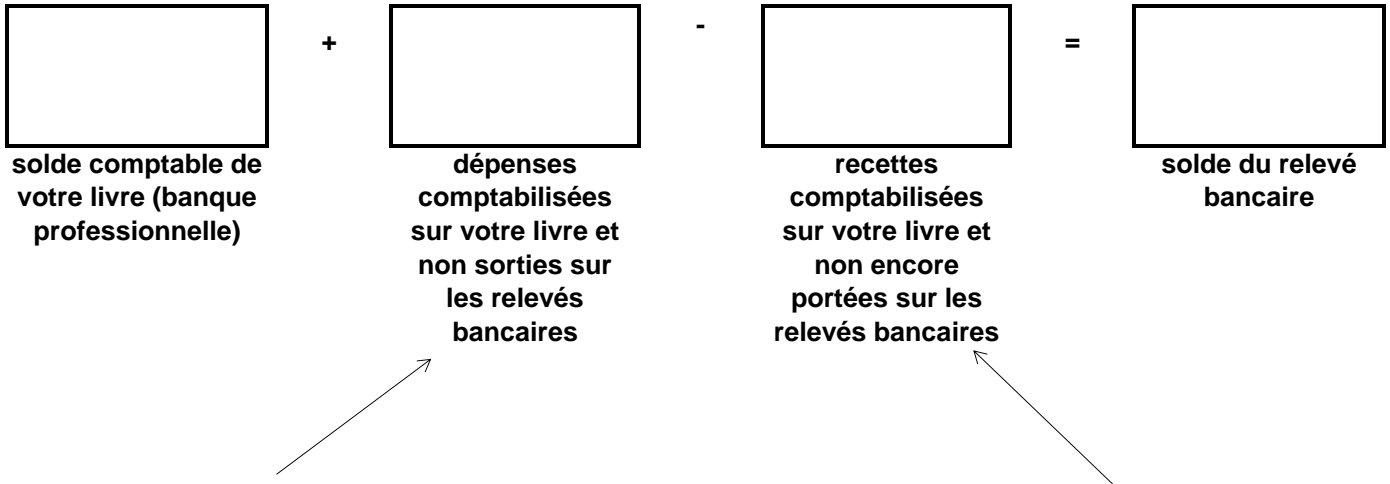 +
-
=
solde comptable de
votre livre (banque
professionnelle)
dépenses
comptabilisées
sur votre livre et
non sorties sur
les relevés
bancaires
recettes
comptabilisées
sur votre livre et
non encore
portées sur les
relevés bancaires
solde du relevé
bancaire